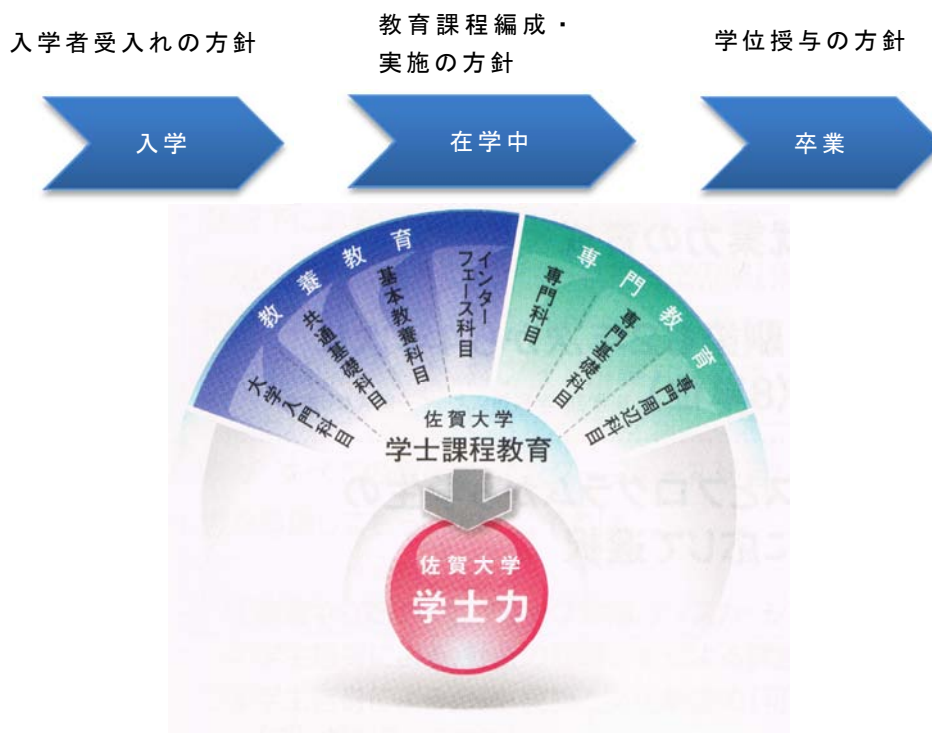 入学者受入れの方針
教育課程編成・
実施の方針
学位授与の方針
入学
在学中
卒業
教養教育
大学入門科目
共通基礎科目
基本教養科目
インター
フェース科目
専門教育
専門科目
専門基礎科目
専門周辺科目
佐賀大学
学士課程教育
佐賀大学
学士力